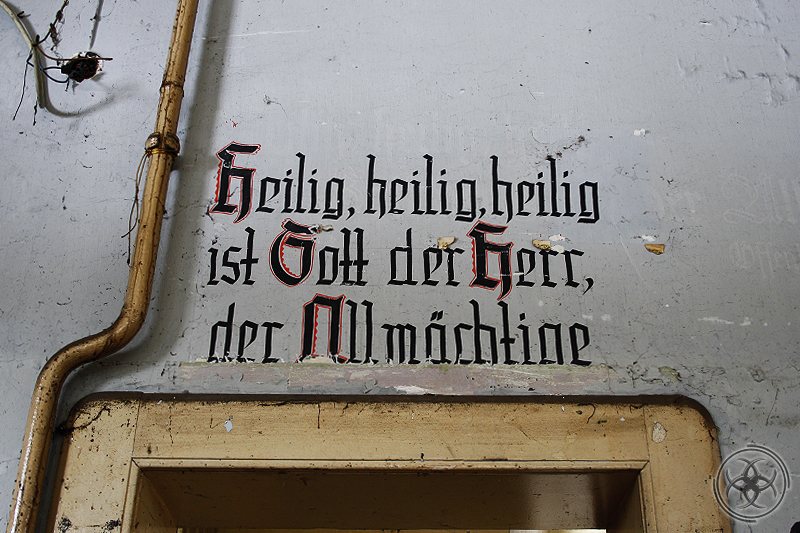 Heilig, heilig, heilig
ist Gott der Herr,
der Allmächtige